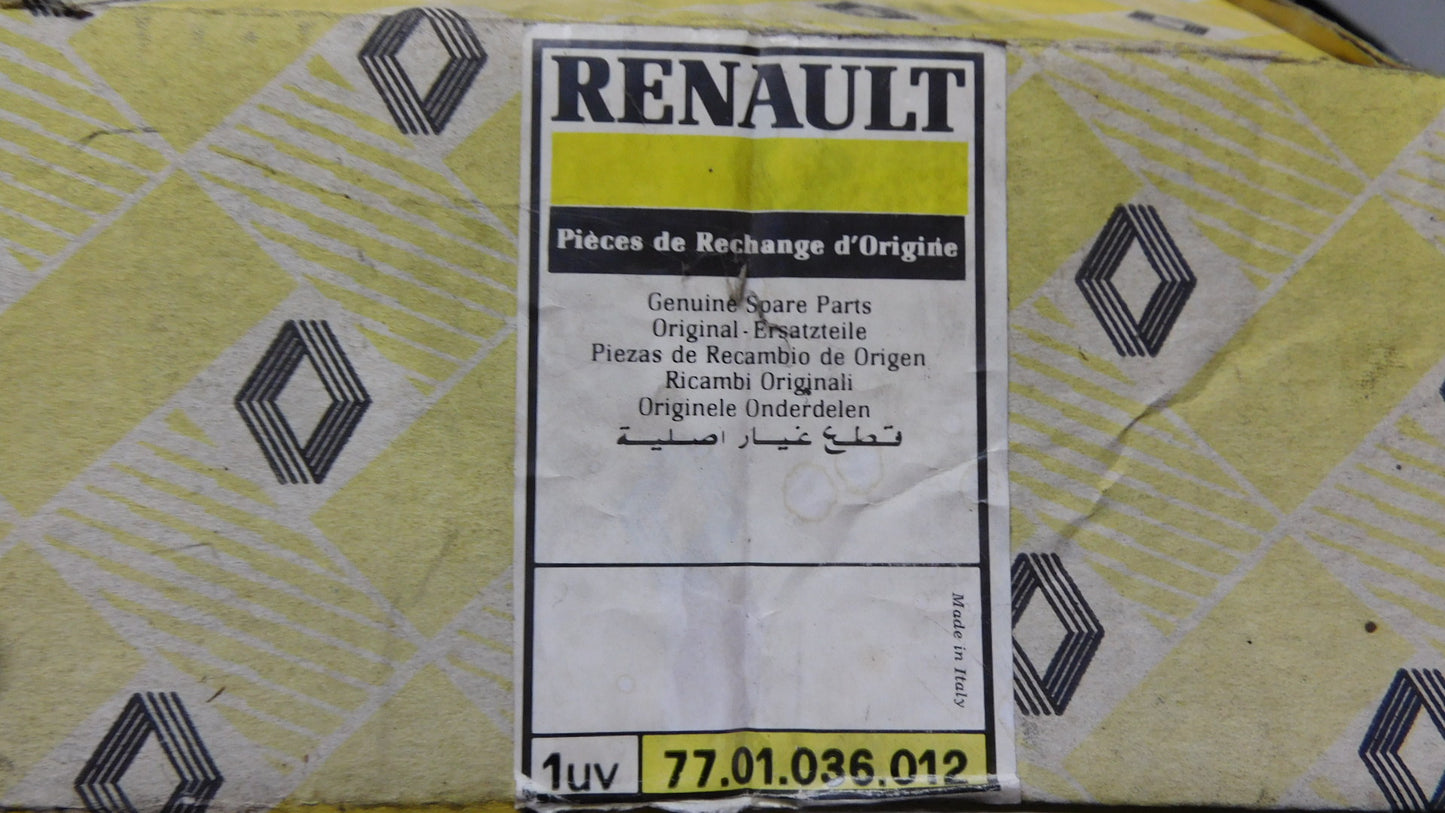 RENAULT
Pièces de Rechange d'Origine
Genuine Spare Parts
Original-Ersatzteile
Piezas de Recambio de Origen
Ricambi Originali
Originele Onderdelen
قطع غيار اصلية
Made in Italy
1uv 77.01.036.012